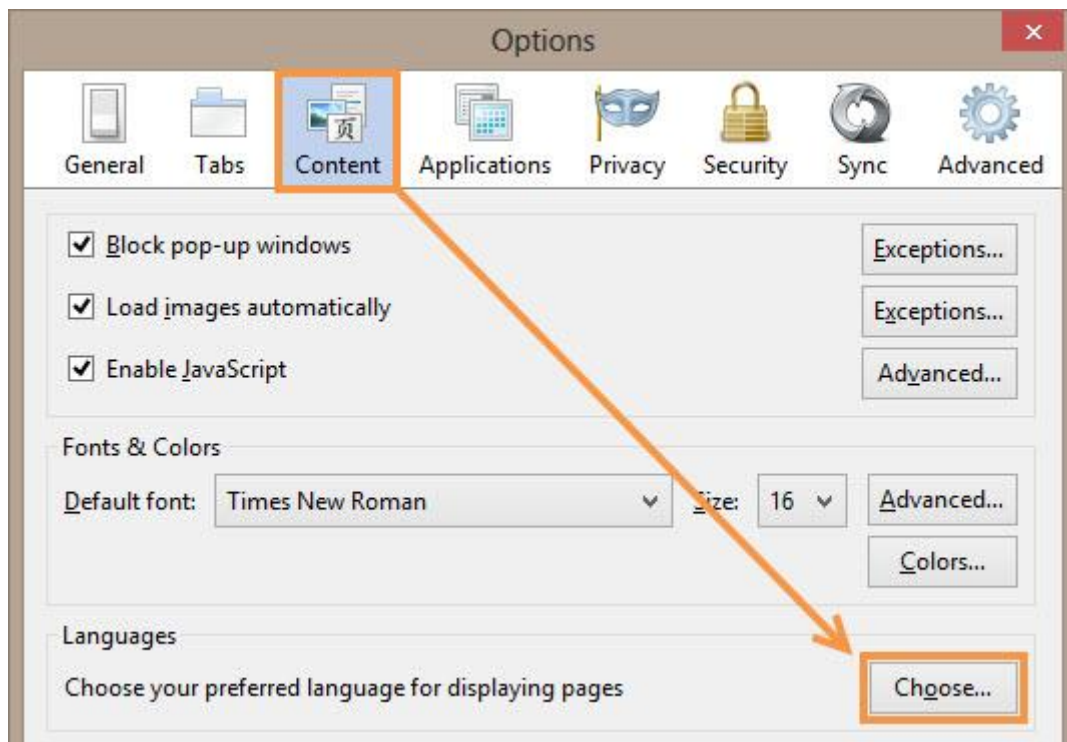 Options
General Tabs Content Applications Privacy Security Sync Advanced
页
Block pop-up windows Exceptions...
Load images automatically Exceptions...
Enable JavaScript Advanced...
Fonts & Colors
Default font: Times New Roman Size: 16 Advanced...
Colors...
Languages
Choose your preferred language for displaying pages Choose...